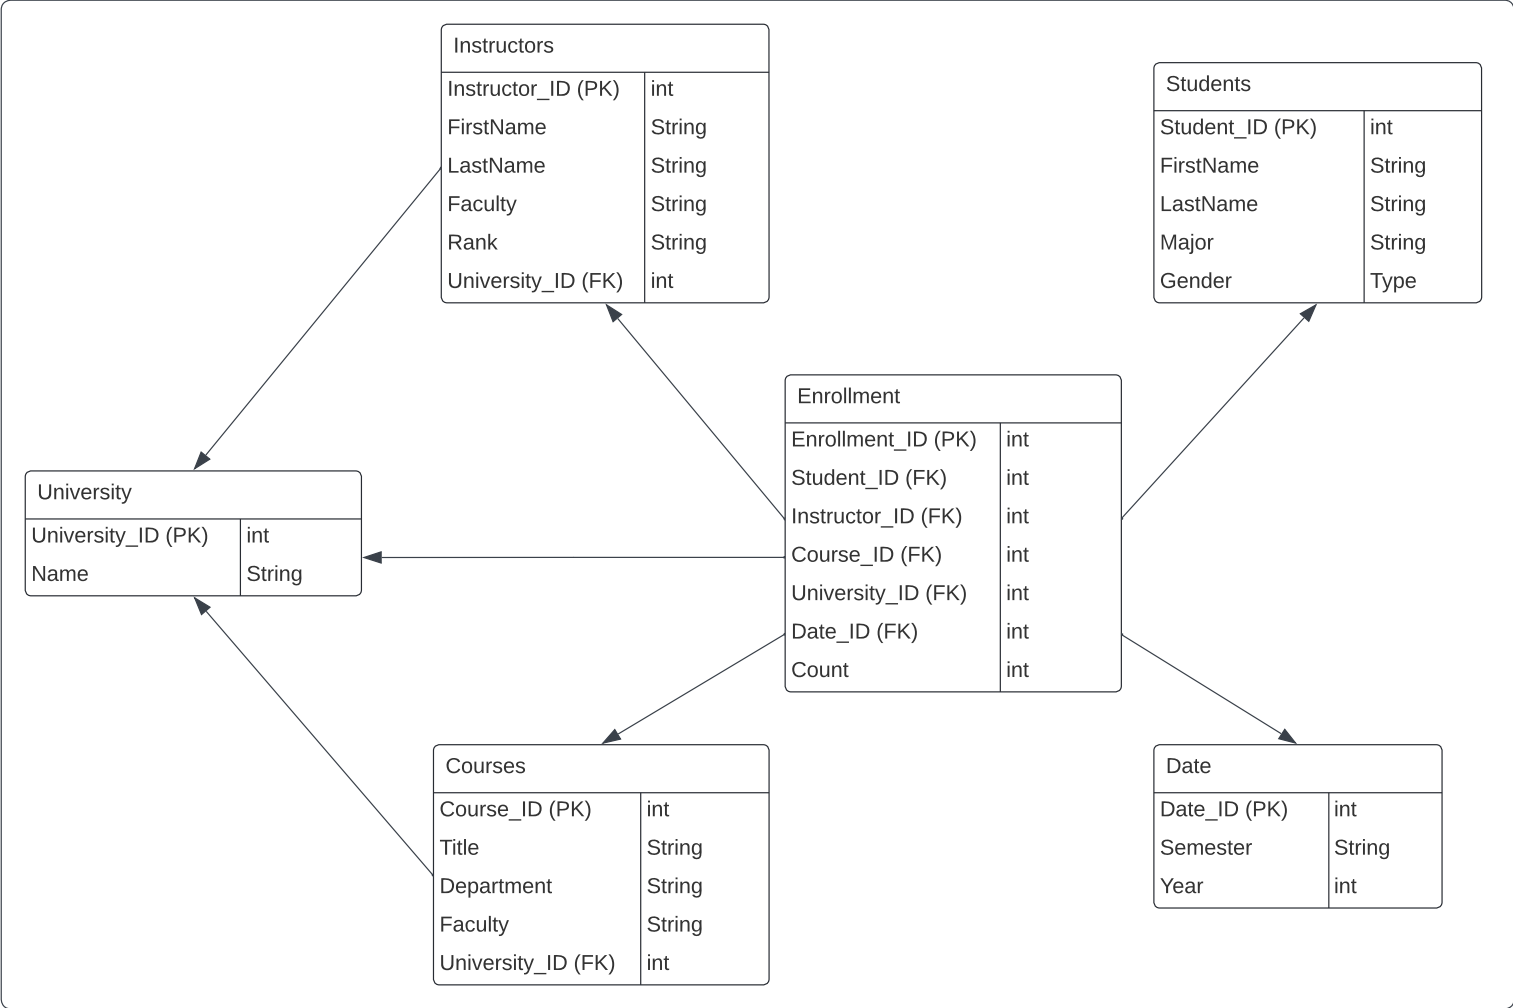 Instructors
Instructor_ID (PK) int
FirstName String
LastName String
Faculty String
Rank String
University_ID (FK) int
Students
Student_ID (PK) int
FirstName String
LastName String
Major String
Gender Type
Enrollment
Enrollment_ID (PK) int
Student_ID (FK) int
Instructor_ID (FK) int
Course_ID (FK) int
University_ID (FK) int
Date_ID (FK) int
Count int
University
University_ID (PK) int
Name String
Courses
Course_ID (PK) int
Title String
Department String
Faculty String
University_ID (FK) int
Date
Date_ID (PK) int
Semester String
Year int